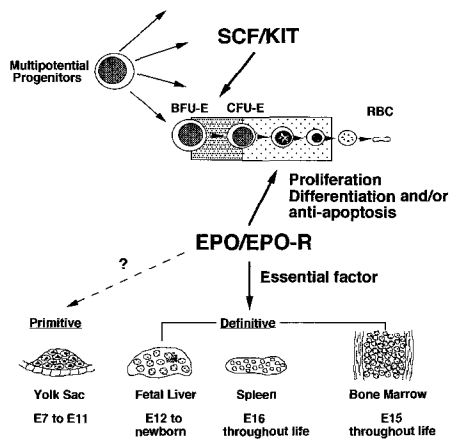 SCF/KIT
Multipotential
Progenitors
BFU-E
CFU-E
RBC
Proliferation
Differentiation and/or
anti-apoptosis
EPO/EPO-R
?
Essential factor
Primitive
Definitive
Yolk Sac
Fetal Liver
Spleen
Bone Marrow
E7 to E11
E12 to
newborn
E16
throughout life
E15
throughout life